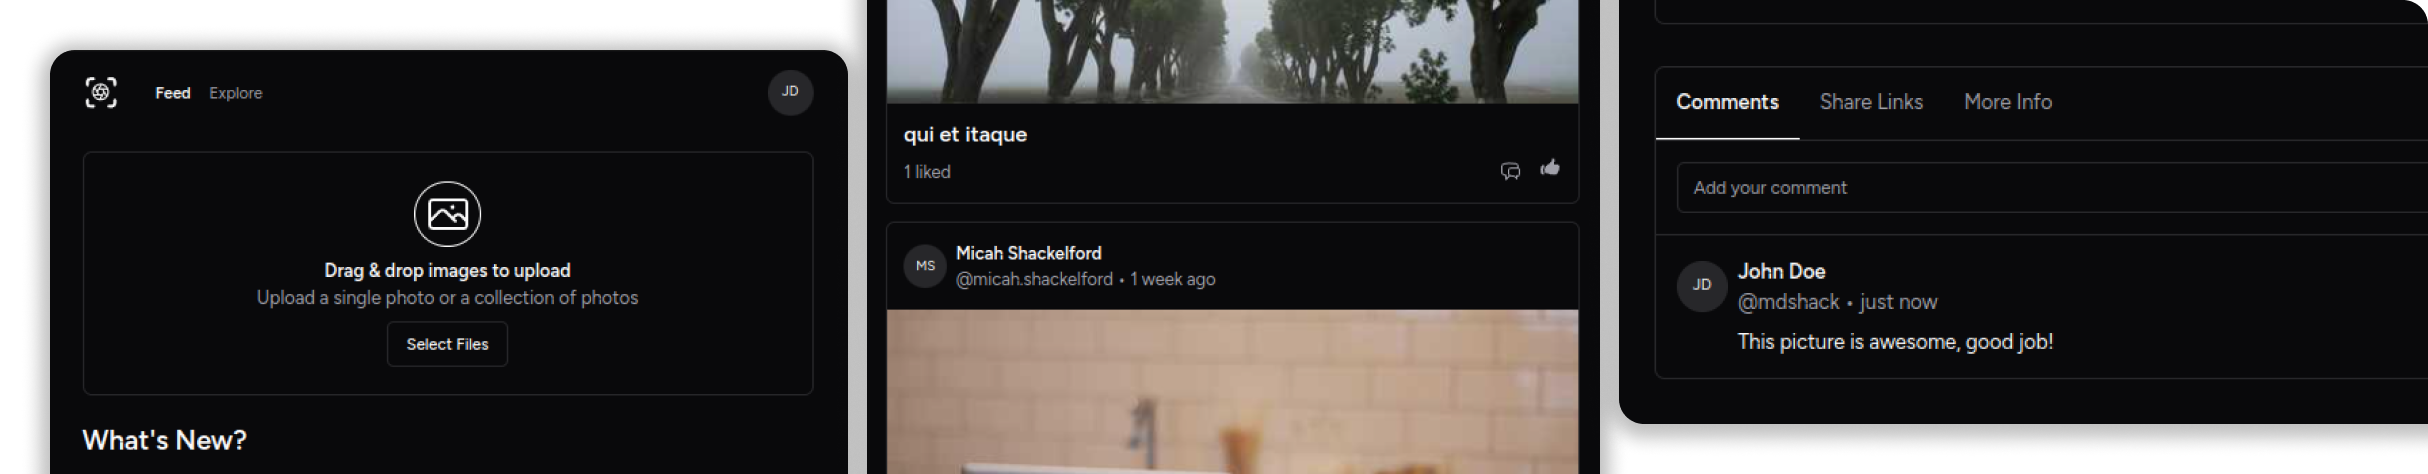 Feed Explore JD
Drag & drop images to upload
Upload a single photo or a collection of photos
Select Files
What's New?
qui et itaque
1 liked
MS
Micah Shackelford
@micah.shackelford • 1 week ago
Comments Share Links More Info
Add your comment
JD
John Doe
@mdshack • just now
This picture is awesome, good job!